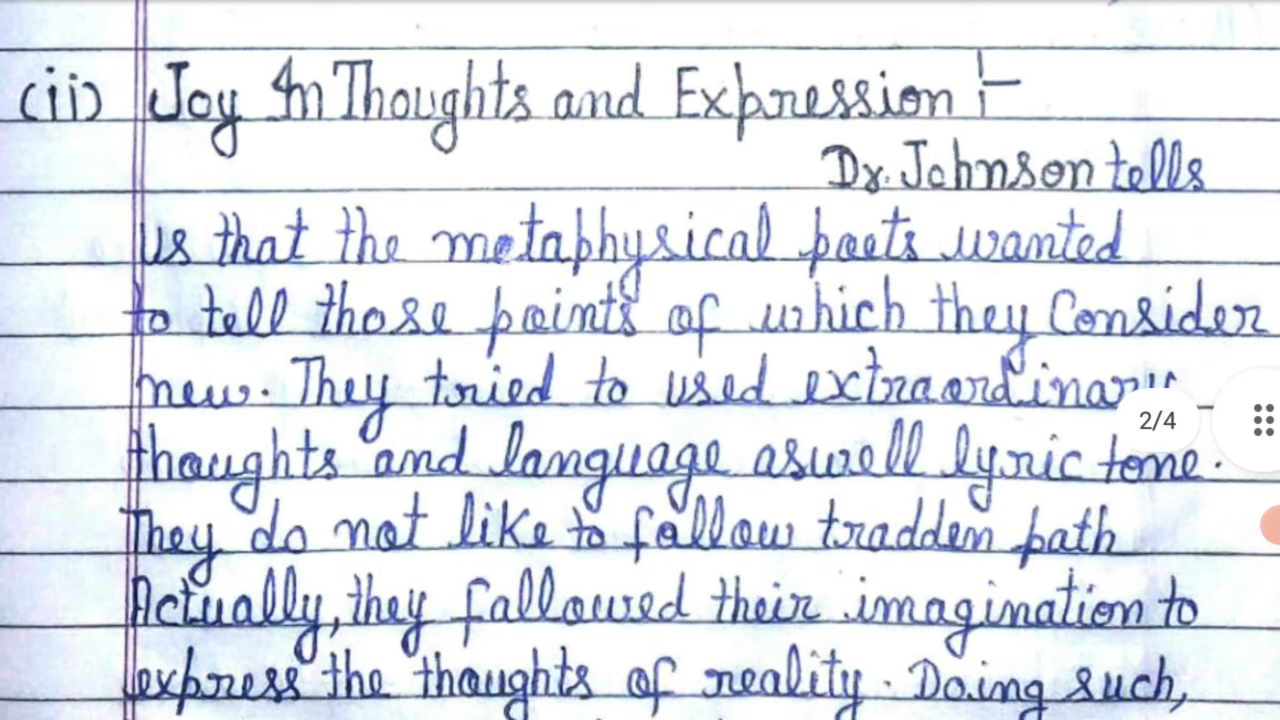 (ii) Joy In Thoughts and Expression :-
Dr. Johnson tells
us that the metaphysical poets wanted
to tell those points of which they Consider
new. They tried to used extraordinary
thoughts and language aswell lyric tone.
They do not like to follow tradden path
Actually, they followed their imagination to
express the thoughts of reality. Doing such,
2/4